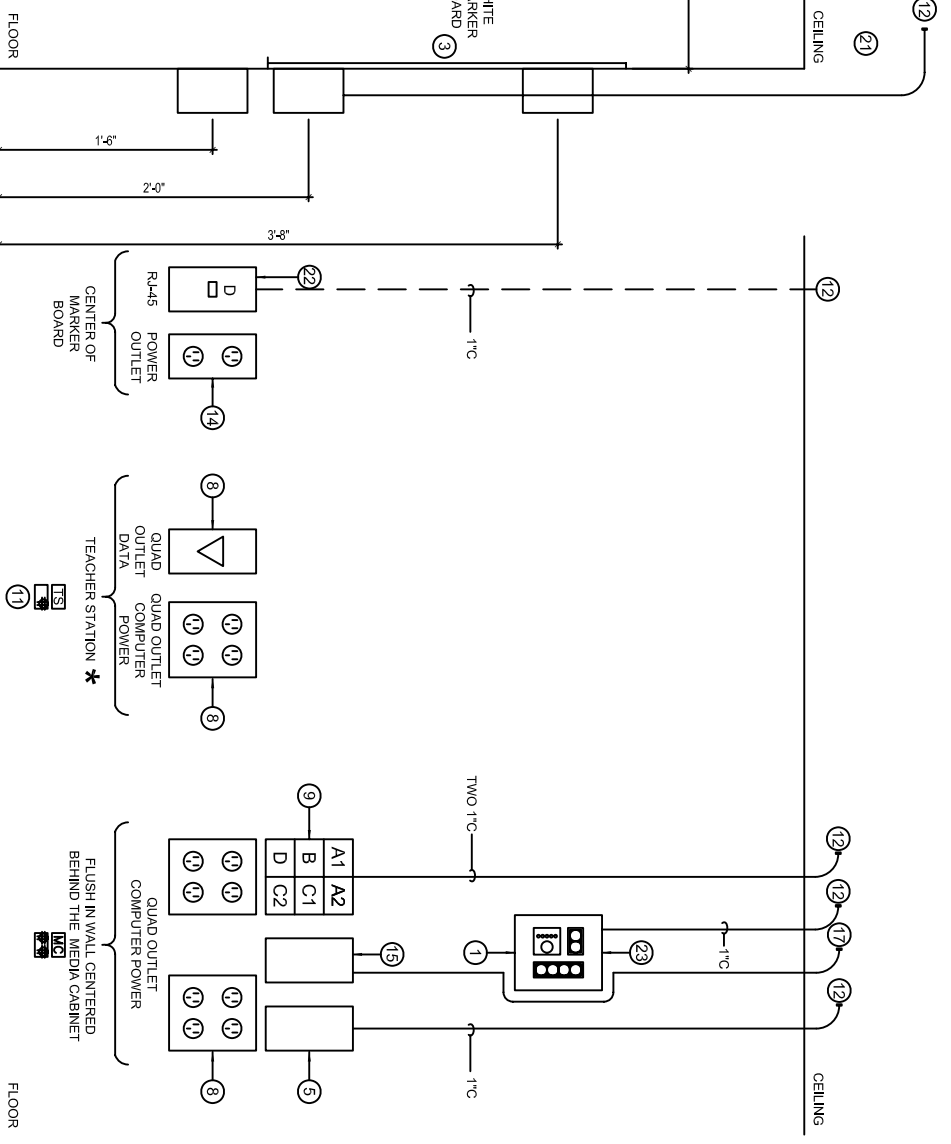 12
21
CEILING
HITE
ARKER
ARD
3
FLOOR
1'-6"
2'-0"
3'-8"
12
1"C
22
D
RJ-45
POWER
OUTLET
14
CENTER OF
MARKER
BOARD
8
QUAD
OUTLET
DATA
QUAD OUTLET
COMPUTER
POWER
8
TEACHER STATION *
TS
11
12
12
17
12
CEILING
TWO 1"C
1"C
1"C
9
A1 A2
B C1
D C2
1
23
15
5
8
QUAD OUTLET
COMPUTER POWER
FLUSH IN WALL CENTERED
BEHIND THE MEDIA CABINET
MC
FLOOR